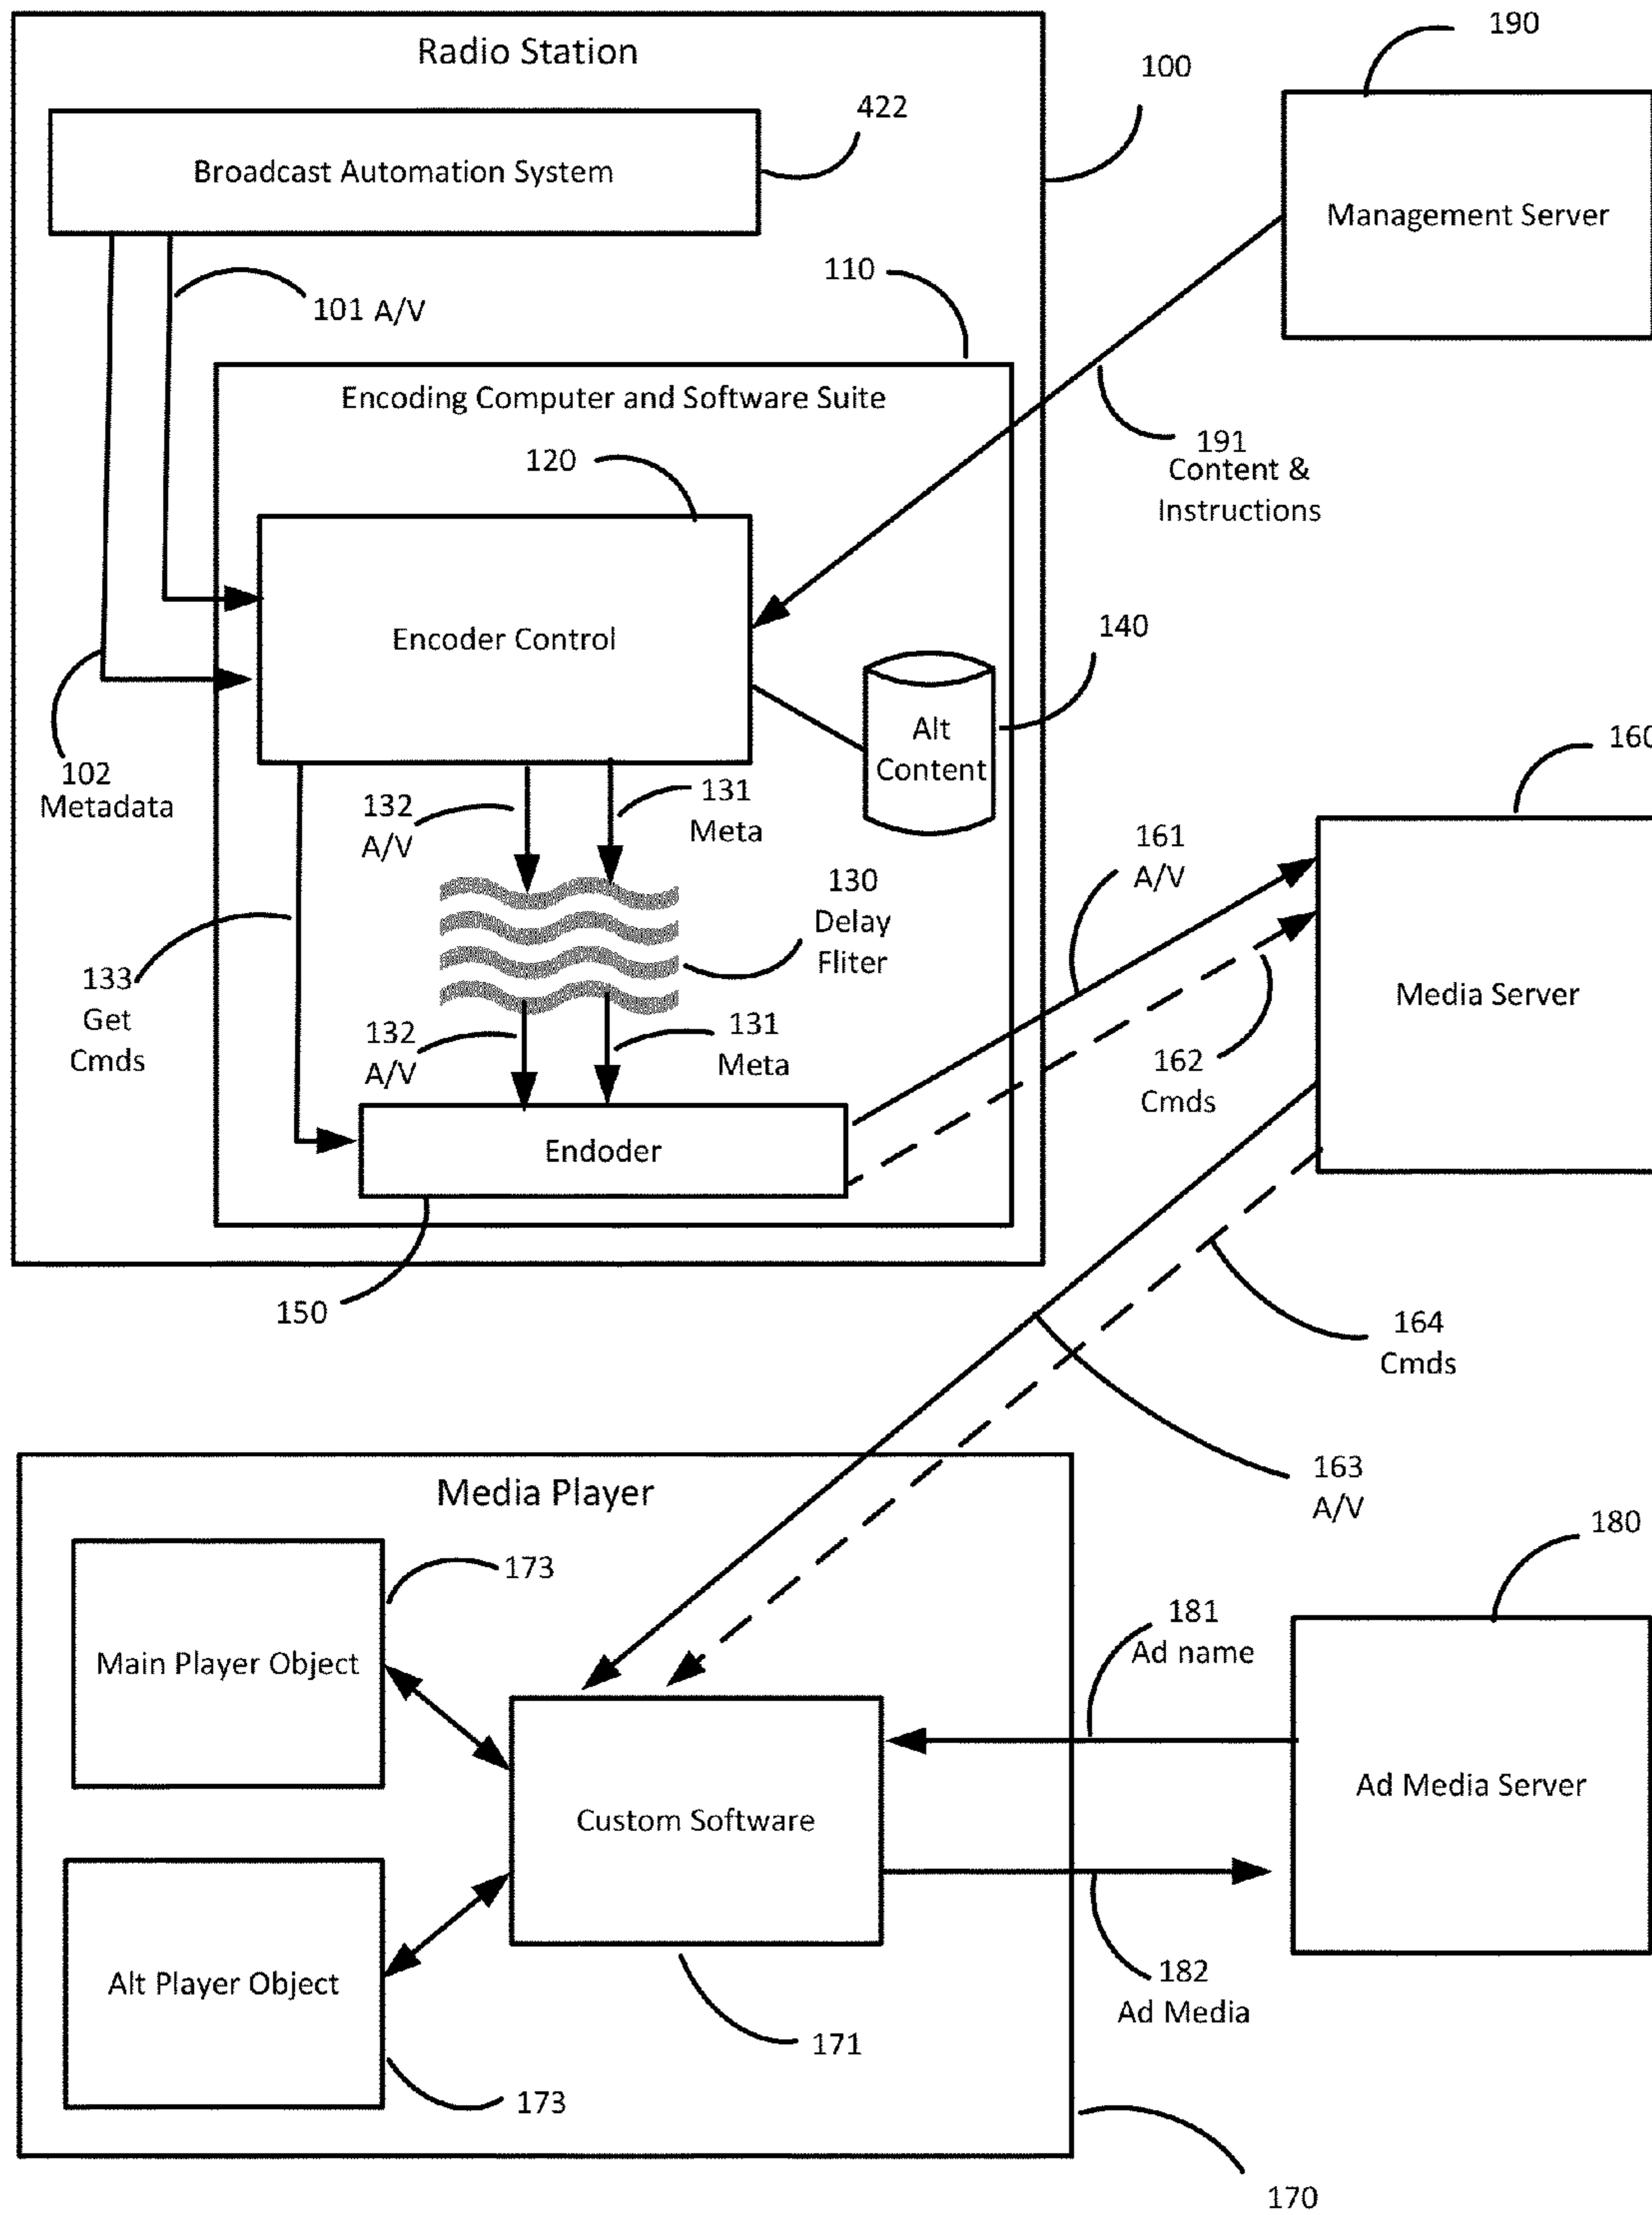 190
Radio Station
100
422
Broadcast Automation System
Management Server
110
101 A/V
Encoding Computer and Software Suite
191
Content &
Instructions
120
Encoder Control
140
Alt
Content
160
102
Metadata
132
A/V
131
Meta
161
A/V
130
Delay
Fliter
133
Get
Cmds
Media Server
132
A/V
131
Meta
162
Cmds
Endoder
150
164
Cmds
163
A/V
Media Player
180
173
181
Ad name
Main Player Object
Ad Media Server
Custom Software
182
Ad Media
Alt Player Object
171
173
170